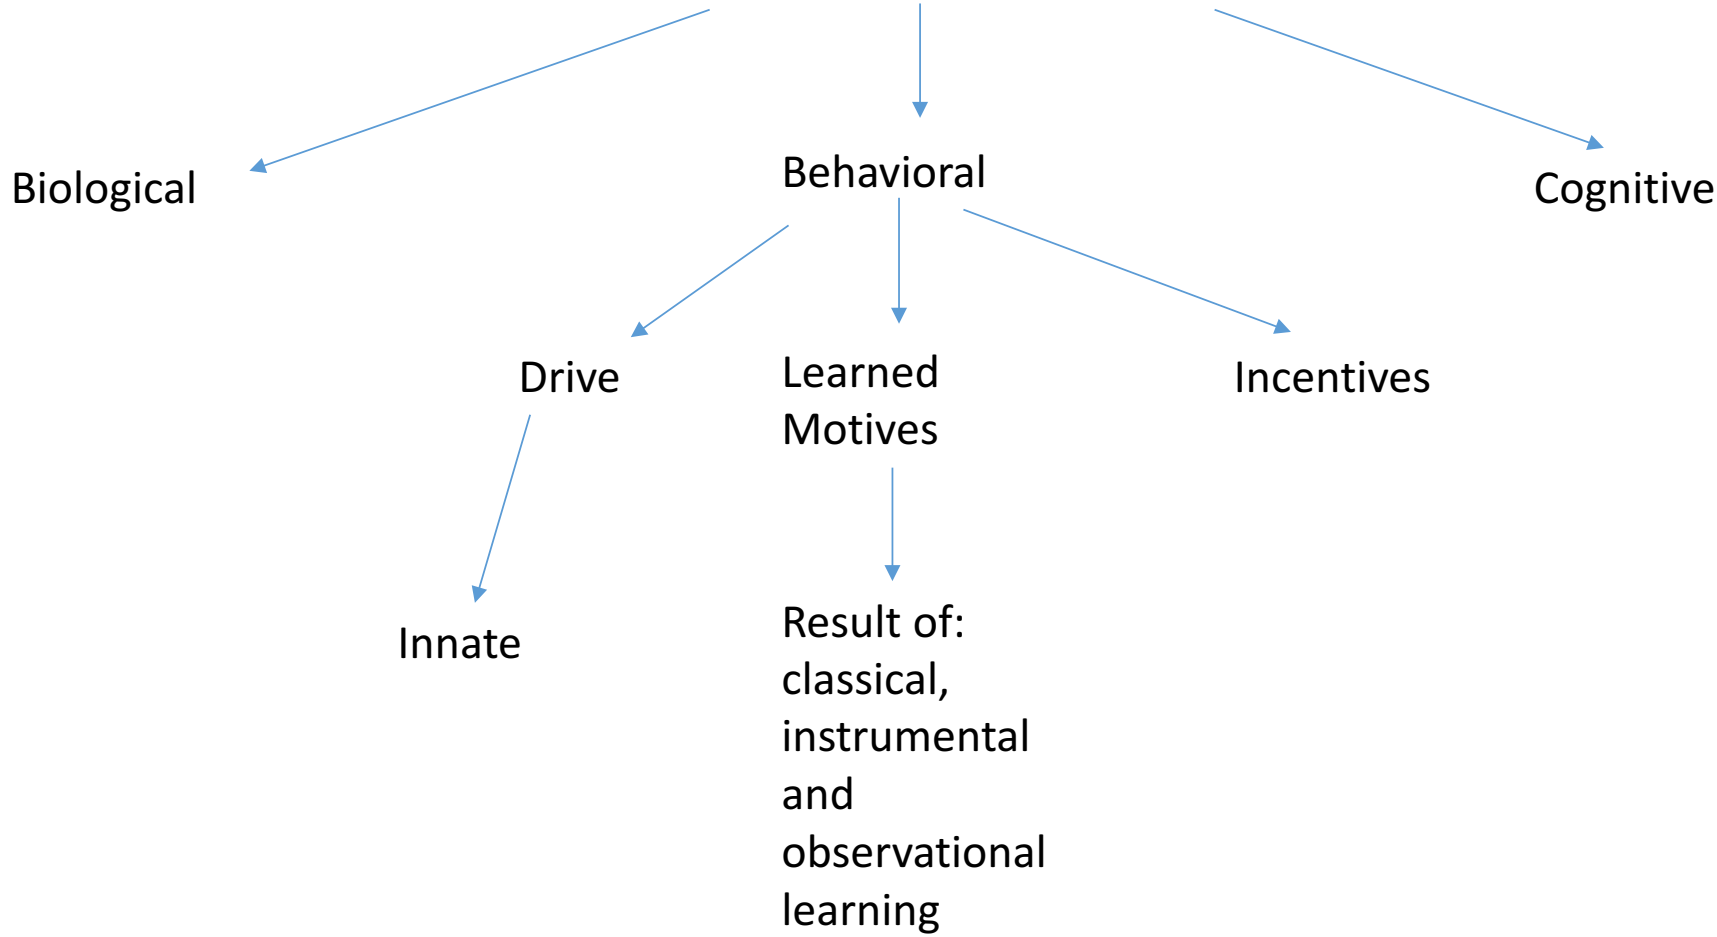 Biological
Behavioral
Cognitive
Drive
Learned
Motives
Incentives
Innate
Result of:
classical,
instrumental
and
observational
learning